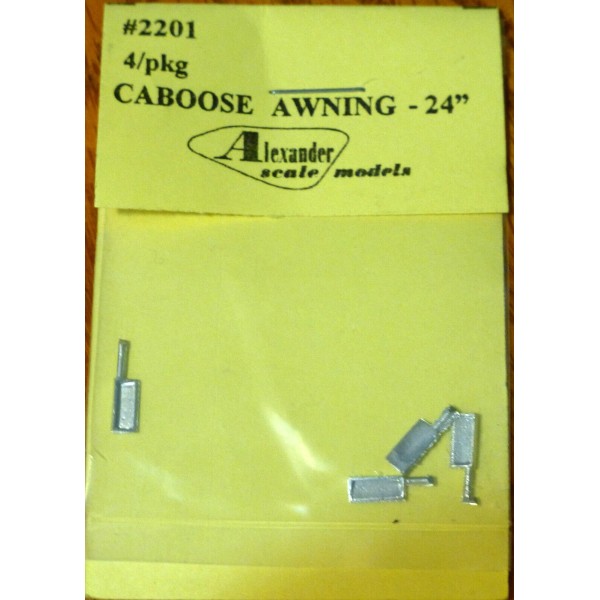 #2201
4/pkg
CABOOSE AWNING - 24”
Alexander
scale models